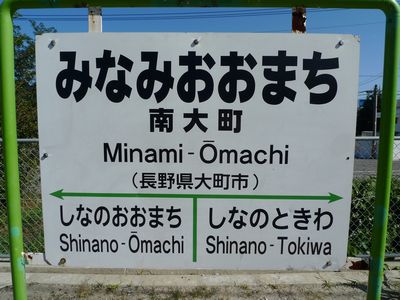 みなみおおまち
南大町
Minami-Ōmachi
(長野県大町市)
しなのおおまち
Shinano-Ōmachi
しなのときわ
Shinano-Tokiwa